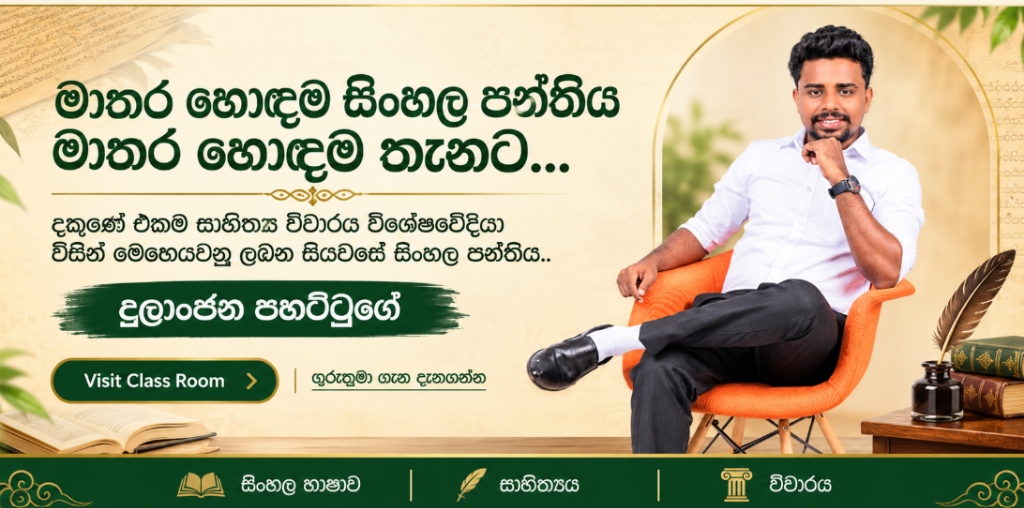 මාතර හොඳම සිංහල පන්තිය
මාතර හොඳම තැනට...
දකුණේ එකම සාහිත්‍ය විචාරය විශේෂවේදියා
විසින් මෙහෙයවනු ලබන සියවසේ සිංහල පන්තිය..
දුලාංජන පහටිටුගේ
Visit Class Room
ගුරුතුමා ගැන දැනගන්න
සිංහල භාෂාව
සාහිත්‍යය
විචාරය